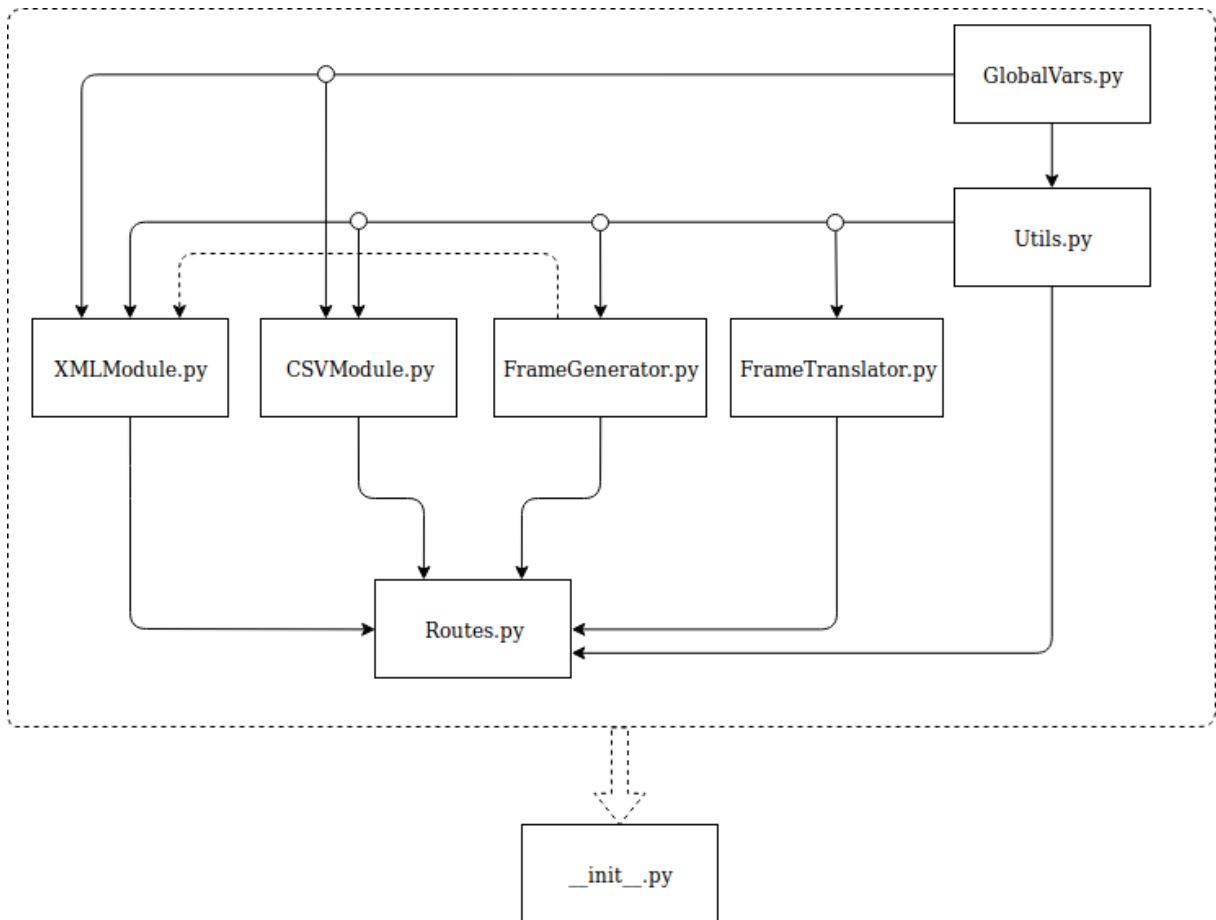 GlobalVars.py
Utils.py
XMLModule.py
CSVModule.py
FrameGenerator.py
FrameTranslator.py
Routes.py
__init__.py